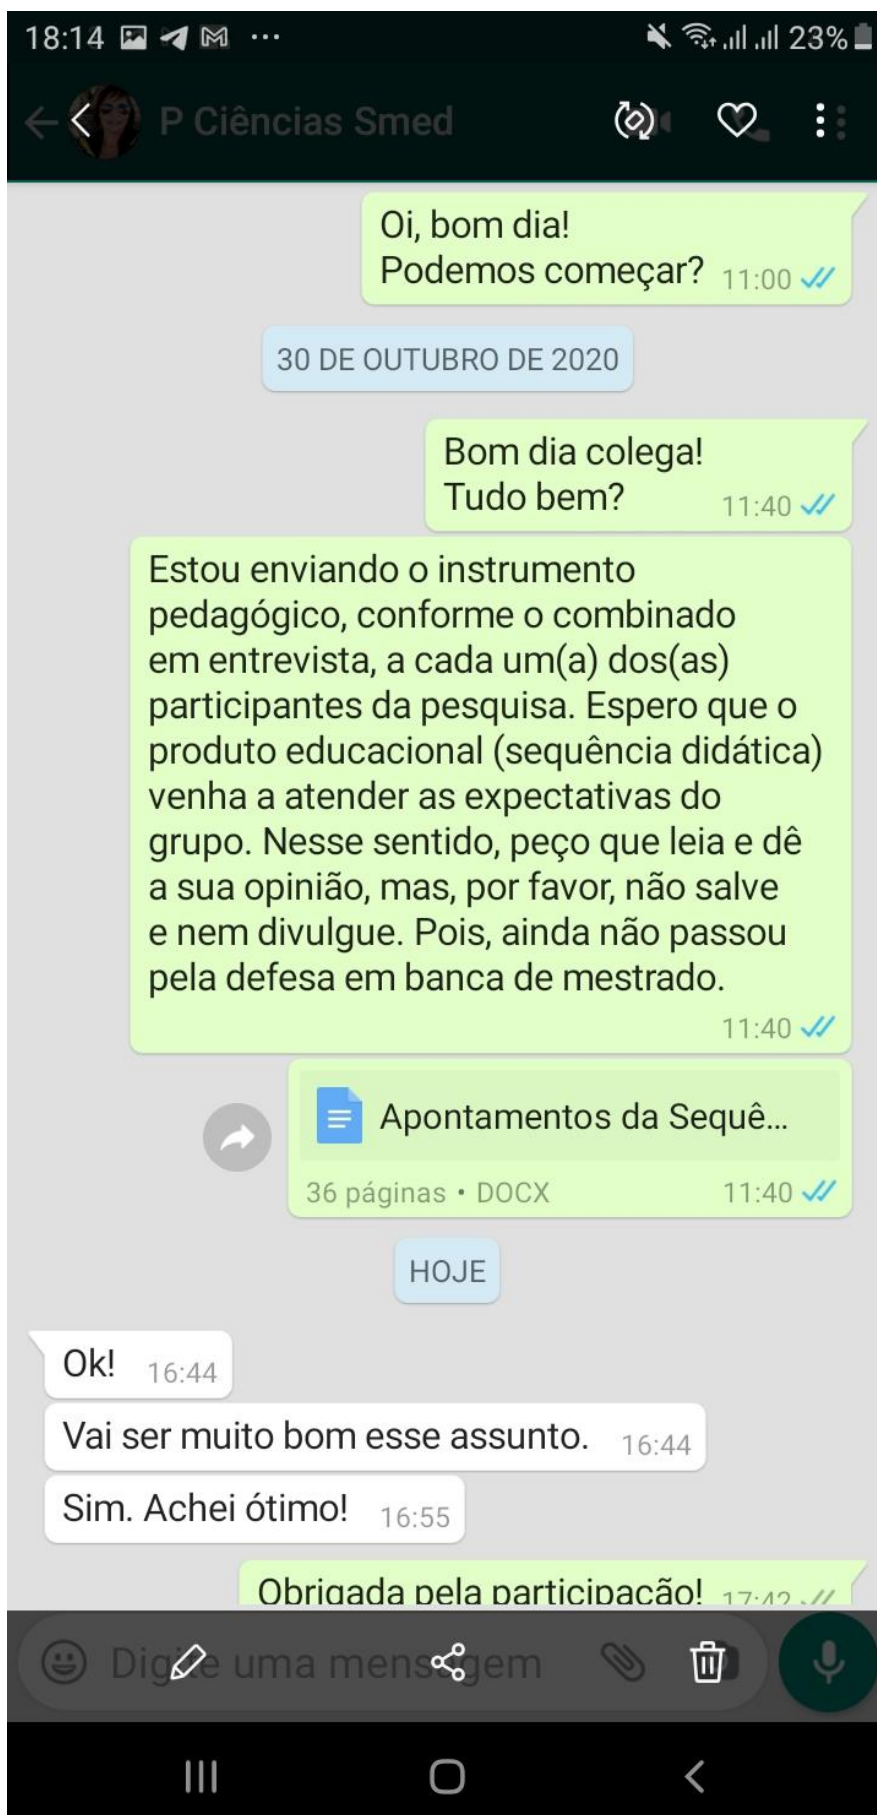 18:14 ... 23%
P Ciências Smed
Oi, bom dia!
Podemos começar? 11:00
30 DE OUTUBRO DE 2020
Bom dia colega!
Tudo bem? 11:40
Estou enviando o instrumento
pedagógico, conforme o combinado
em entrevista, a cada um(a) dos(as)
participantes da pesquisa. Espero que o
produto educacional (sequência didática)
venha a atender as expectativas do
grupo. Nesse sentido, peço que leia e dê
a sua opinião, mas, por favor, não salve
e nem divulgue. Pois, ainda não passou
pela defesa em banca de mestrado.
11:40
Apontamentos da Sequê...
36 páginas • DOCX 11:40
HOJE
Ok! 16:44
Vai ser muito bom esse assunto. 16:44
Sim. Achei ótimo! 16:55
Obrigada pela participação! 17:42
Digite uma mensagem